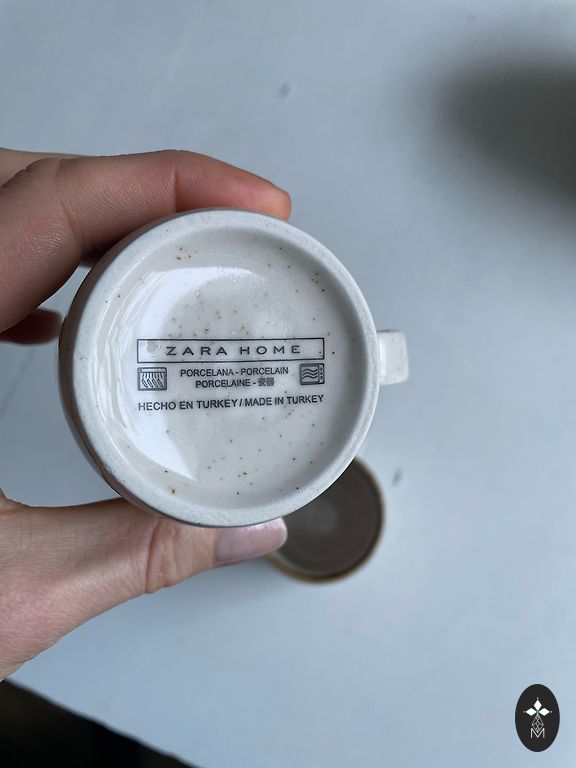 ZARA HOME
PORCELANA - PORCELAIN
PORCELAINE - 瓷器
HECHO EN TURKEY / MADE IN TURKEY
M